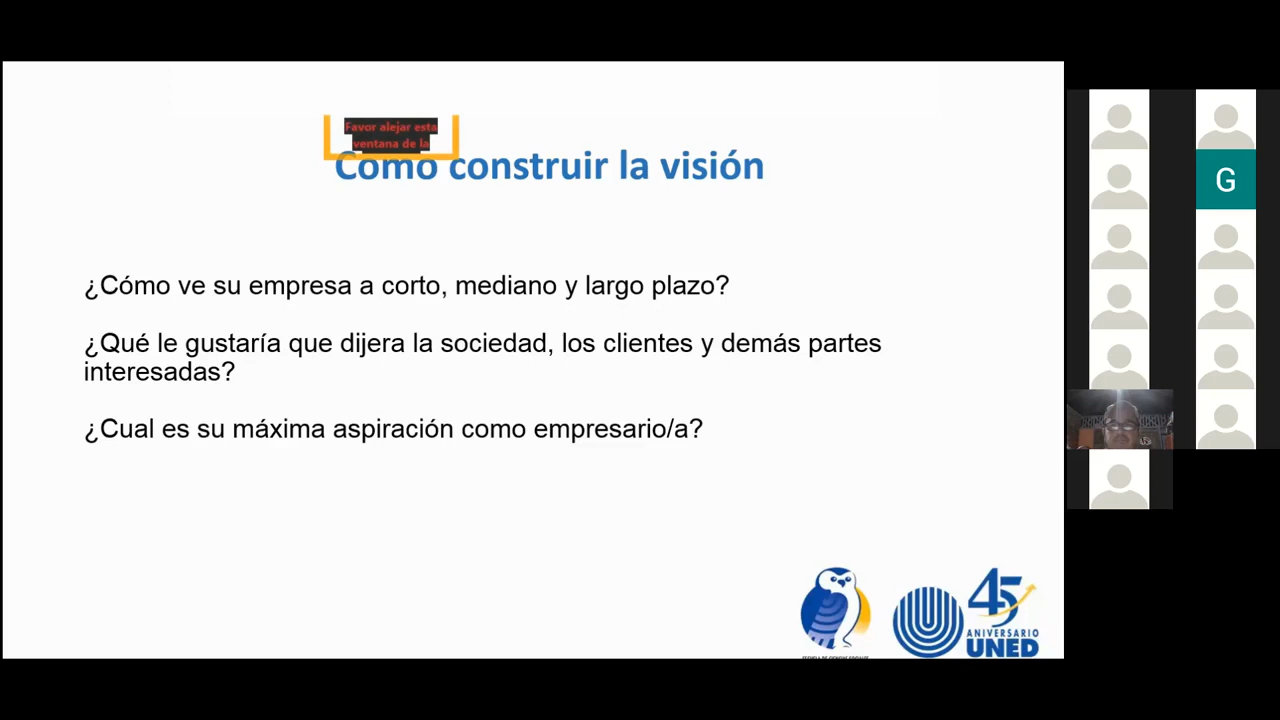 Favor alejar esta
ventana de la
Como construir la visión
¿Cómo ve su empresa a corto, mediano y largo plazo?
¿Qué le gustaría que dijera la sociedad, los clientes y demás partes
interesadas?
¿Cual es su máxima aspiración como empresario/a?
G
45
ANIVERSARIO
UNED